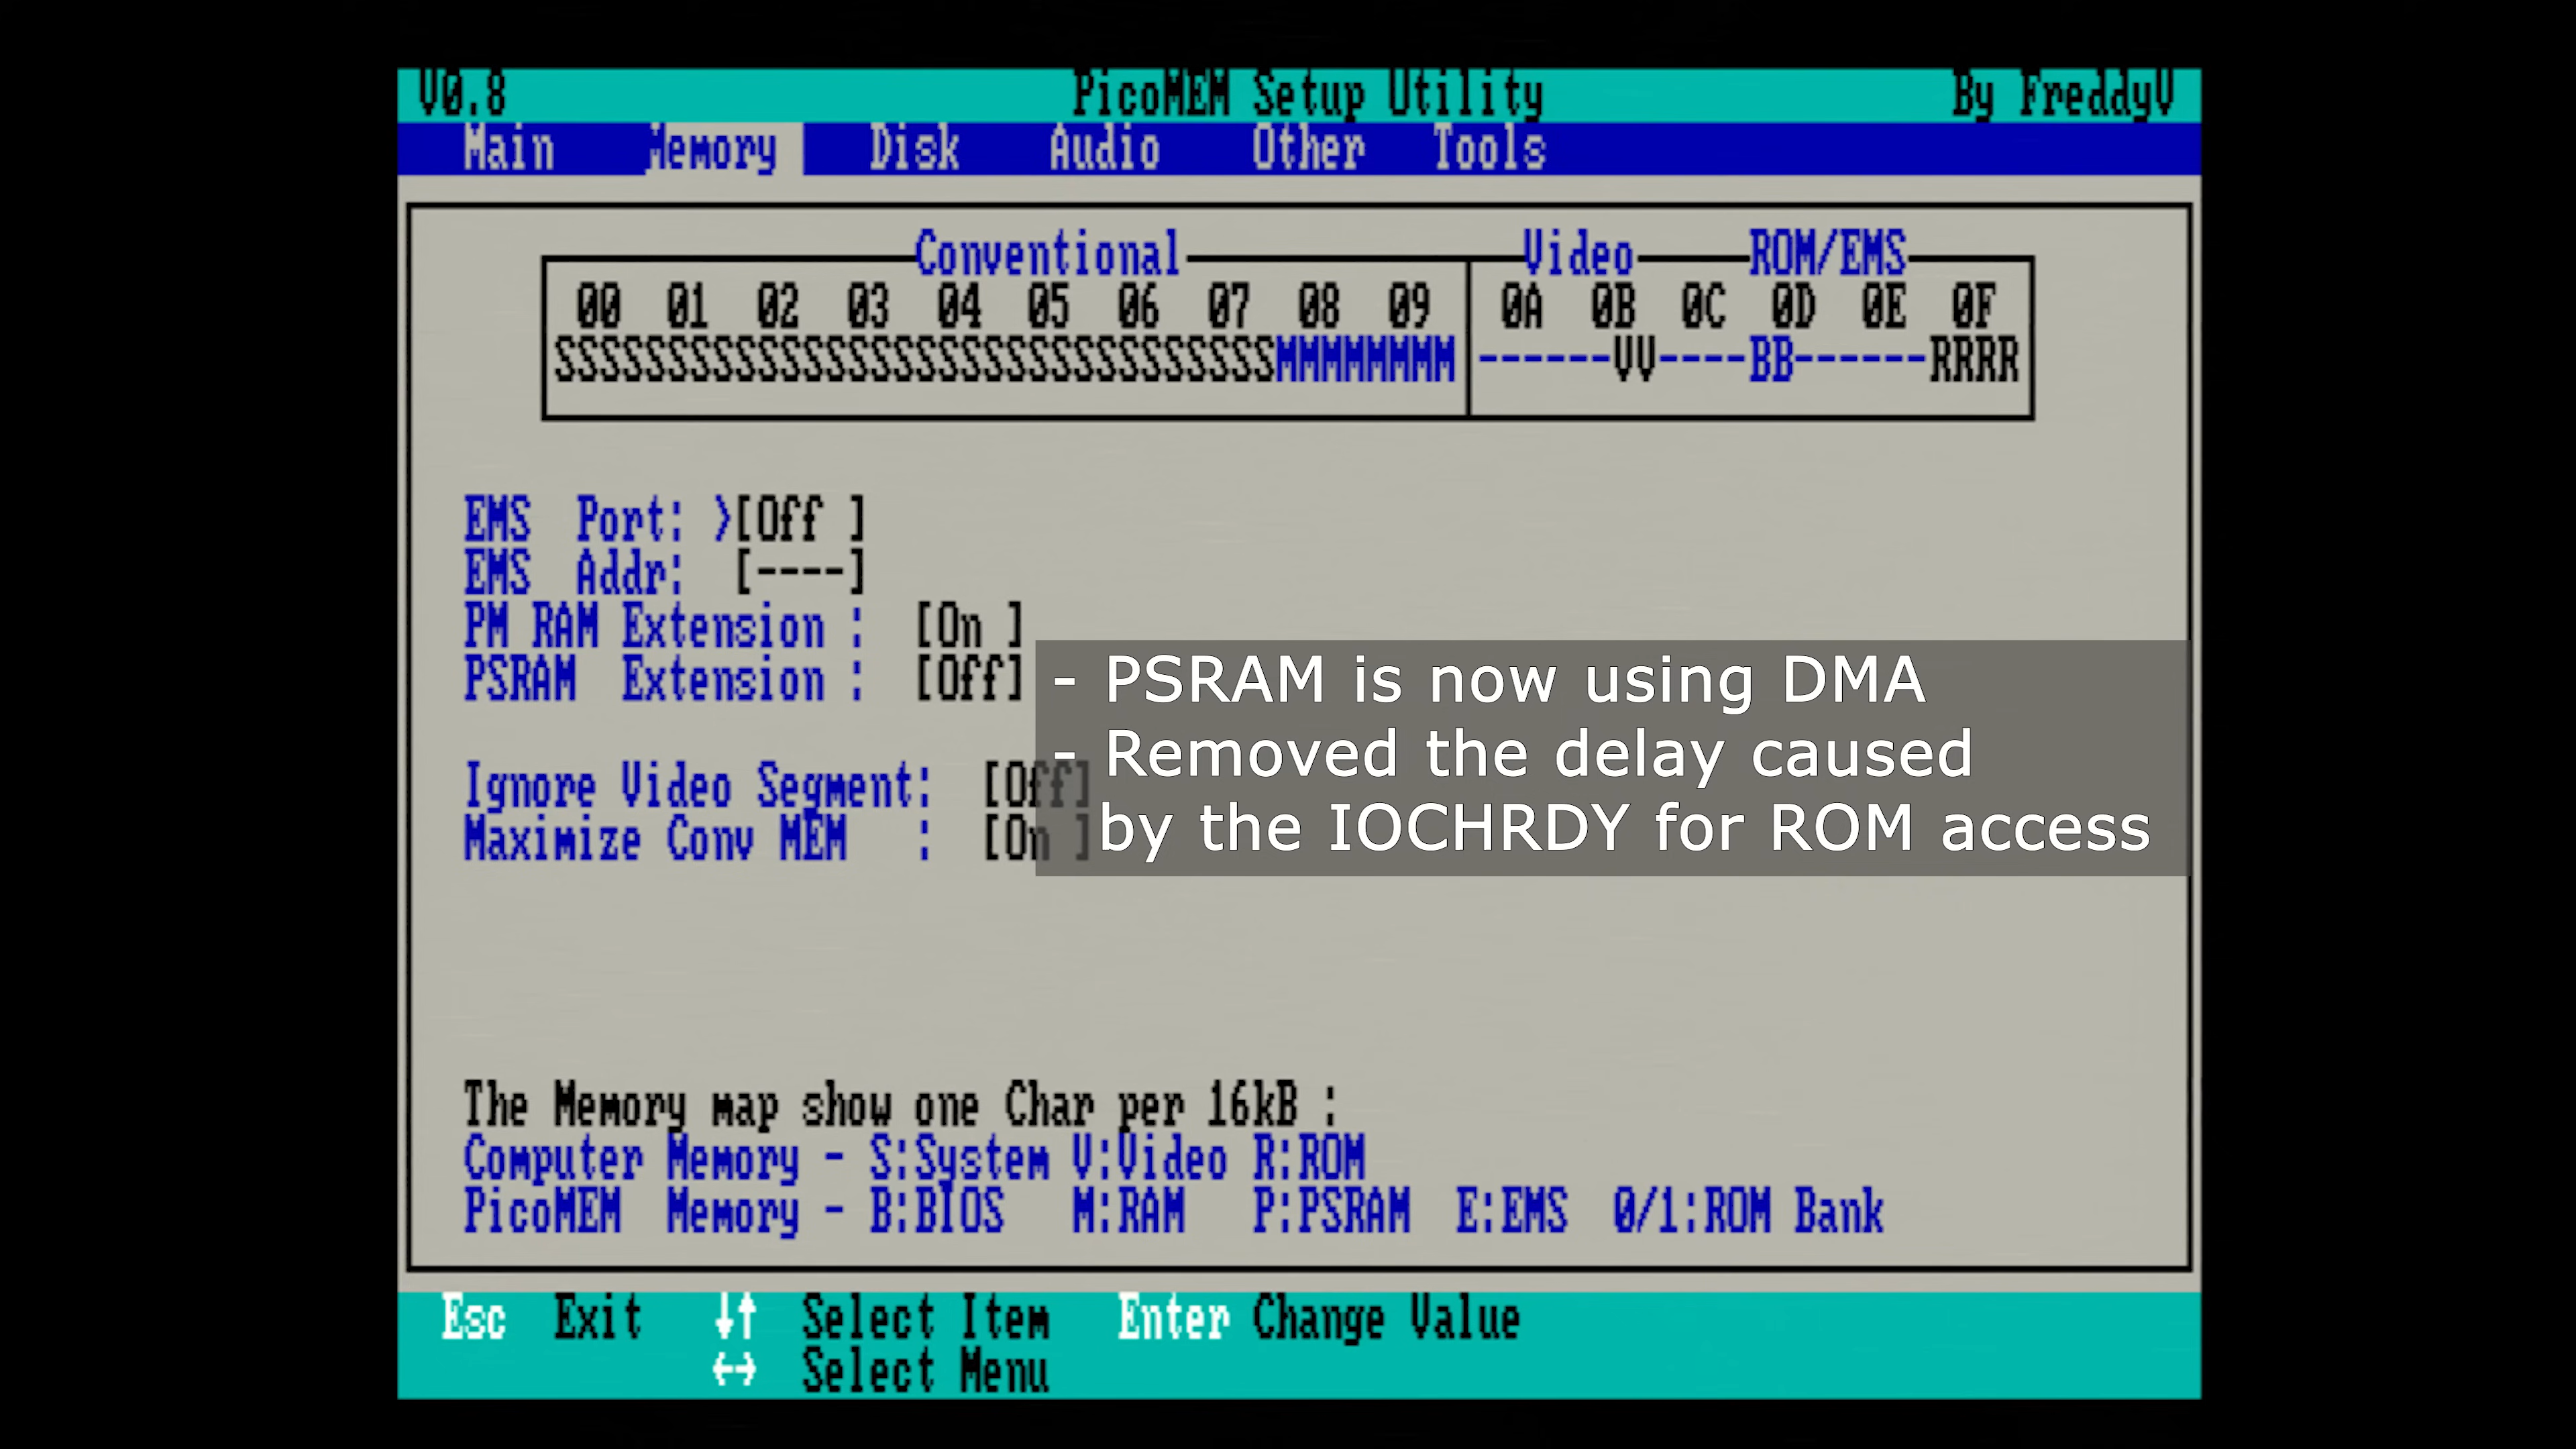 V0.8 PicoMEM Setup Utility By FreddyV
Main Memory Disk Audio Other Tools
Conventional Video ROM/EMS
00 01 02 03 04 05 06 07 08 09 0A 0B 0C 0D 0E 0F
SSSSSSSSSSSSSSSSSSSSSSSSSSSSSSSSMMMMMMMM ------VV----BB------RRRR
EMS Port: >[Off ]
EMS Addr: [----]
PM RAM Extension : [On ]
PSRAM Extension : [Off]
- PSRAM is now using DMA
- Removed the delay caused
by the IOCHRDY for ROM access
Ignore Video Segment: [Off]
Maximize Conv MEM : [On ]
The Memory map show one Char per 16kB :
Computer Memory - S:System V:Video R:ROM
PicoMEM Memory - B:BIOS M:RAM P:PSRAM E:EMS 0/1:ROM Bank
Esc Exit ↓↑ Select Item Enter Change Value
↔ Select Menu